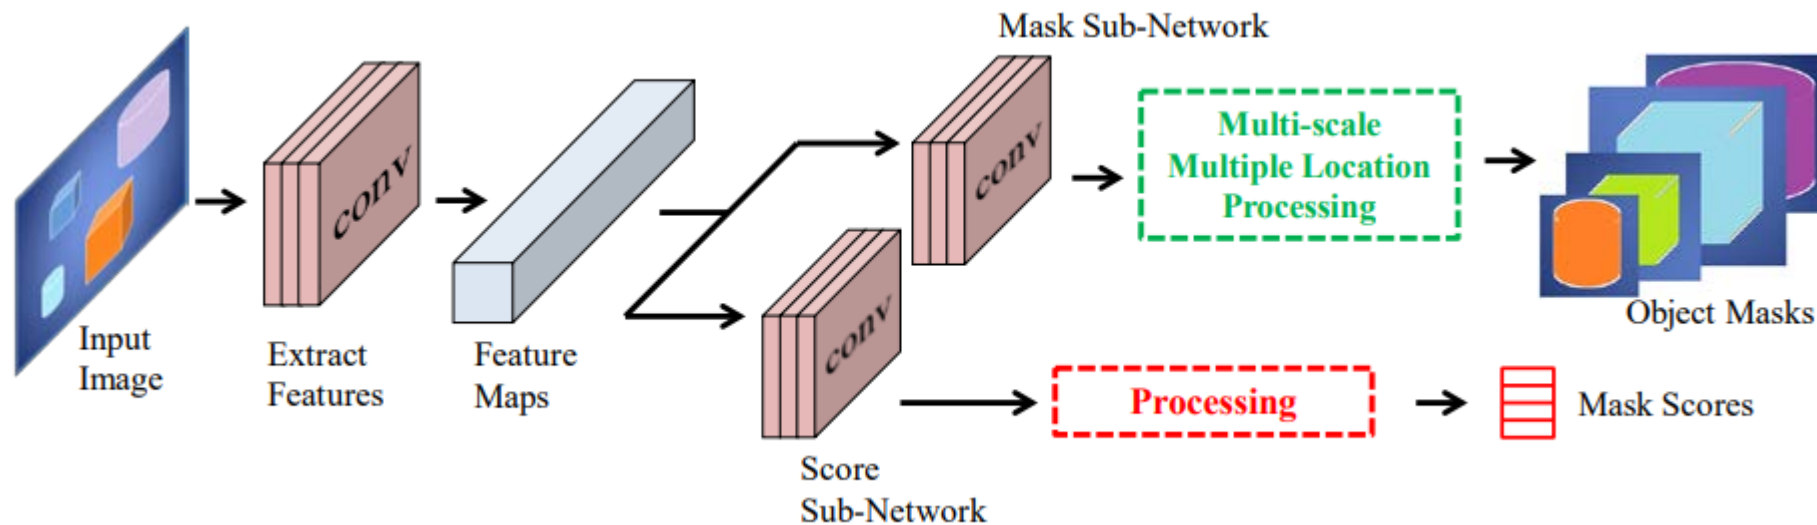 Mask Sub-Network
conv
conv
conv
Multi-scale
Multiple Location
Processing
Input
Image
Extract
Features
Feature
Maps
Object Masks
Processing
Mask Scores
Score
Sub-Network